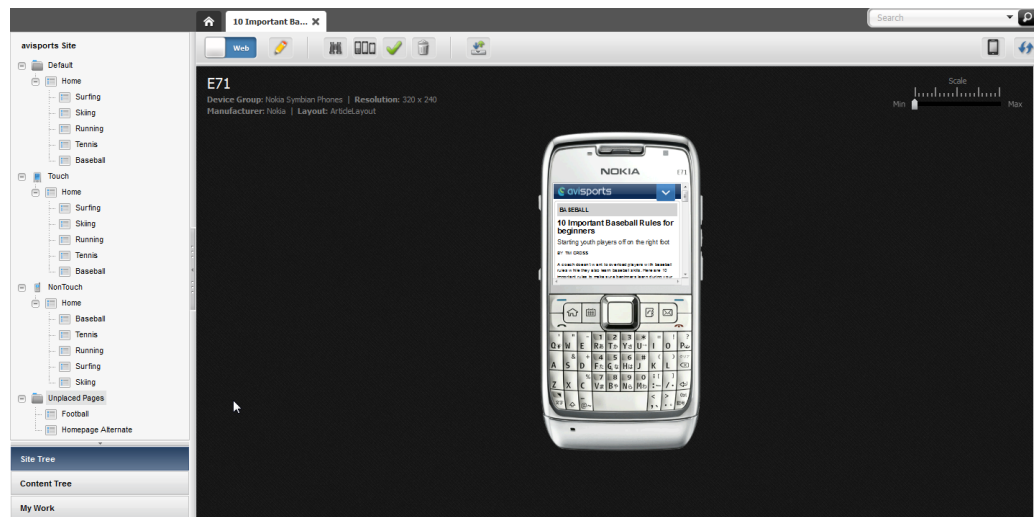 10 Important Ba... X
Search
avisports Site
Web
Default
Home
Surfing
Skiing
Running
Tennis
Baseball
Touch
Home
Surfing
Skiing
Running
Tennis
Baseball
NonTouch
Home
Baseball
Tennis
Running
Surfing
Skiing
Unplaced Pages
Football
Homepage Alternate
Site Tree
Content Tree
My Work
E71
Device Group: Nokia Symbian Phones | Resolution: 320 x 240
Manufacturer: Nokia | Layout: ArticleLayout
Scale
Min Max
NOKIA E71
avisports
BASEBALL
10 Important Baseball Rules for
beginners
Starting youth players off on the right foot
BY TIM CROSS